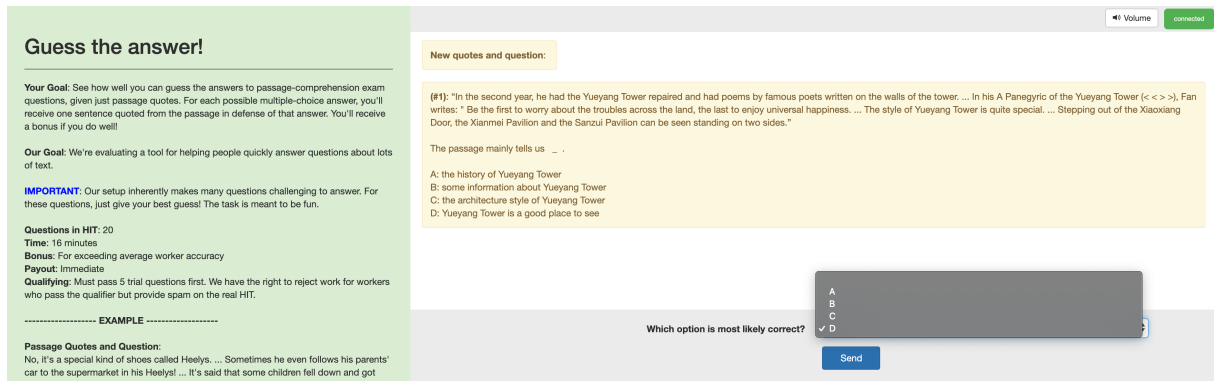 Guess the answer!
Your Goal: See how well you can guess the answers to passage-comprehension exam
questions, given just passage quotes. For each possible multiple-choice answer, you'll
receive one sentence quoted from the passage in defense of that answer. You'll receive
a bonus if you do well!
Our Goal: We're evaluating a tool for helping people quickly answer questions about lots
of text.
IMPORTANT: Our setup inherently makes many questions challenging to answer. For
these questions, just give your best guess! The task is meant to be fun.
Questions in HIT: 20
Time: 16 minutes
Bonus: For exceeding average worker accuracy
Payout: Immediate
Qualifying: Must pass 5 trial questions first. We have the right to reject work for workers
who pass the qualifier but provide spam on the real HIT.
------------------- EXAMPLE -------------------
Passage Quotes and Question:
No, it's a special kind of shoes called Heelys. ... Sometimes he even follows his parents'
car to the supermarket in his Heelys! ... It's said that some children fell down and got
Volume
connected
New quotes and question:
(#1): "In the second year, he had the Yueyang Tower repaired and had poems by famous poets written on the walls of the tower. ... In his A Panegyric of the Yueyang Tower (< < > >), Fan
writes: " Be the first to worry about the troubles across the land, the last to enjoy universal happiness. ... The style of Yueyang Tower is quite special. ... Stepping out of the Xiaoxiang
Door, the Xianmei Pavilion and the Sanzui Pavilion can be seen standing on two sides."
The passage mainly tells us _ .
A: the history of Yueyang Tower
B: some information about Yueyang Tower
C: the architecture style of Yueyang Tower
D: Yueyang Tower is a good place to see
Which option is most likely correct?
A
B
C
✓ D
Send